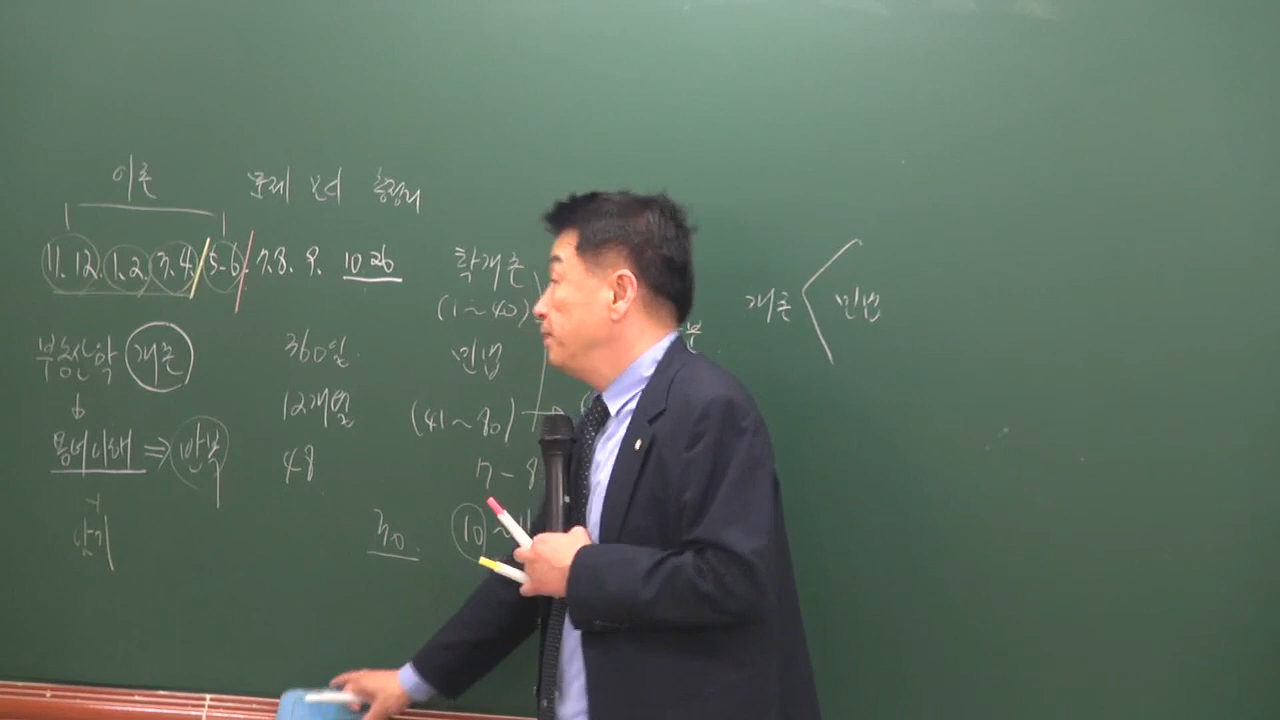 이론 문제 총정리
11. 12. 1. 2. 3. 4. 5. 6. 7. 8. 9. 10 26
학개론
(1~40)
부동산학 개론
360일
민법
개론
민법
12개월
(41~80)
용어이해 ⇒ 반복
48
7-8
암기
30
10~